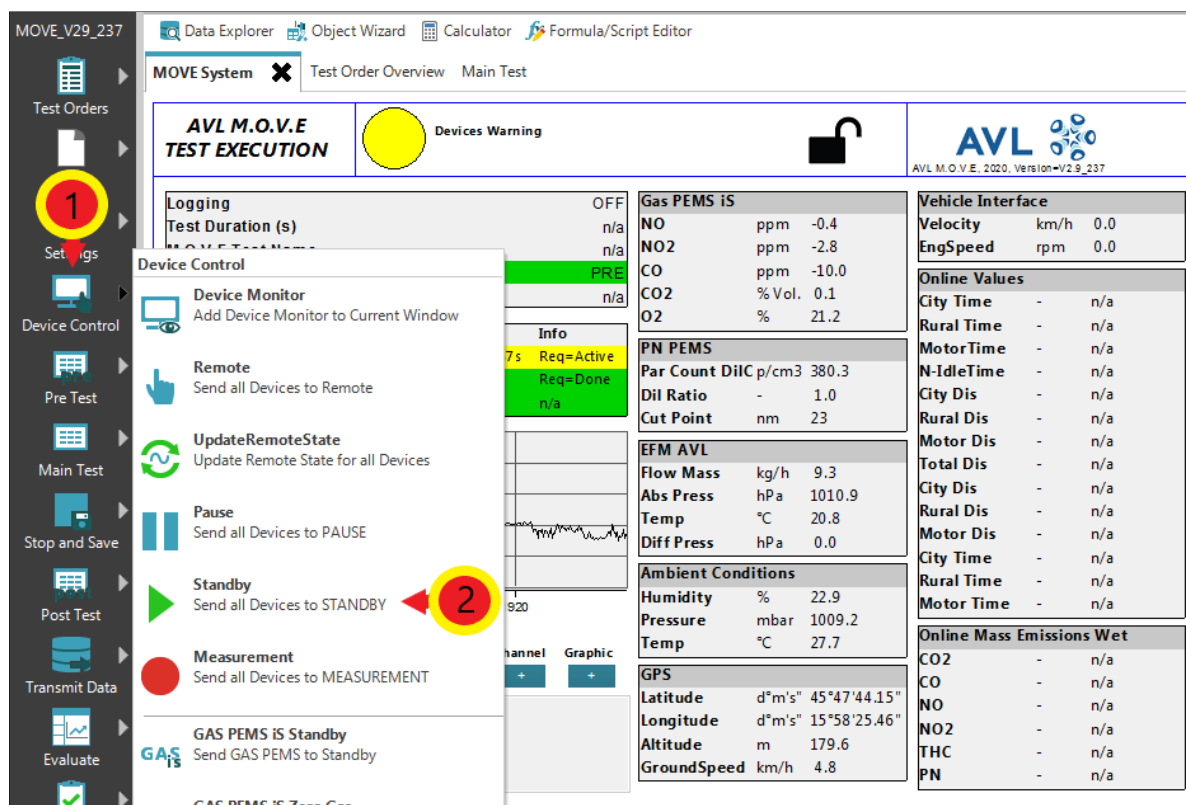 MOVE_V29_237
Data Explorer Object Wizard Calculator Formula/Script Editor
MOVE System Test Order Overview Main Test
Test Orders
1
Settings
Device Control
Pre Test
Main Test
Stop and Save
Post Test
Transmit Data
Evaluate
AVL M.O.V.E
TEST EXECUTION
Devices Warning
AVL
AVL M.O.V.E, 2020, Version=V2.9_237
Logging OFF
Test Duration (s) n/a
M.O.V.E Test Name n/a
PRE
n/a
Info
7s Req=Active
Req=Done
n/a
920
hannel Graphic
+ +
Device Control
Device Monitor
Add Device Monitor to Current Window
Remote
Send all Devices to Remote
UpdateRemoteState
Update Remote State for all Devices
Pause
Send all Devices to PAUSE
Standby
Send all Devices to STANDBY
2
Measurement
Send all Devices to MEASUREMENT
GAS PEMS iS Standby
GAS iS Send GAS PEMS to Standby
GAS PEMS iS Zero Gas
Gas PEMS iS
NO ppm -0.4
NO2 ppm -2.8
CO ppm -10.0
CO2 % Vol. 0.1
O2 % 21.2
PN PEMS
Par Count DilC p/cm3 380.3
Dil Ratio - 1.0
Cut Point nm 23
EFM AVL
Flow Mass kg/h 9.3
Abs Press hPa 1010.9
Temp °C 20.8
Diff Press hPa 0.0
Ambient Conditions
Humidity % 22.9
Pressure mbar 1009.2
Temp °C 27.7
GPS
Latitude d°m's" 45°47'44.15"
Longitude d°m's" 15°58'25.46"
Altitude m 179.6
GroundSpeed km/h 4.8
Vehicle Interface
Velocity km/h 0.0
EngSpeed rpm 0.0
Online Values
City Time - n/a
Rural Time - n/a
MotorTime - n/a
N-IdleTime - n/a
City Dis - n/a
Rural Dis - n/a
Motor Dis - n/a
Total Dis - n/a
City Dis - n/a
Rural Dis - n/a
Motor Dis - n/a
City Time - n/a
Rural Time - n/a
Motor Time - n/a
Online Mass Emissions Wet
CO2 - n/a
CO - n/a
NO - n/a
NO2 - n/a
THC - n/a
PN - n/a